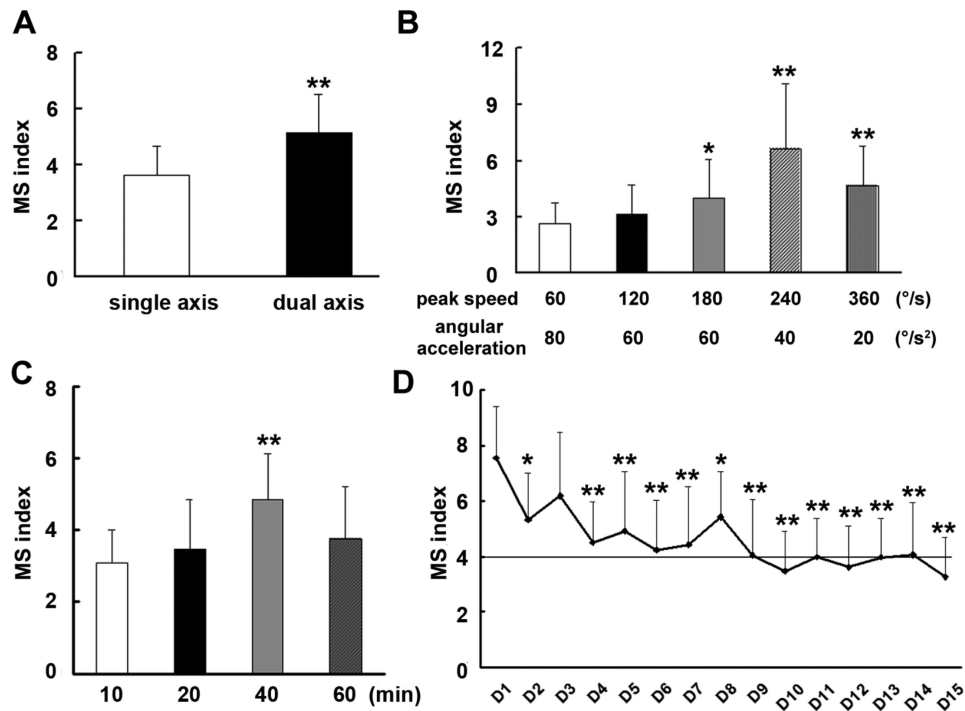 A
MS index
8
6
4
2
0
**
single axis
dual axis
B
MS index
12
9
6
3
0
*
**
**
peak speed 60 120 180 240 360 (°/s)
angular
acceleration 80 60 60 40 20 (°/s²)
C
MS index
8
6
4
2
0
**
10 20 40 60 (min)
D
MS index
10
8
6
4
2
0
* ** ** ** ** * ** ** ** ** ** ** **
D1 D2 D3 D4 D5 D6 D7 D8 D9 D10 D11 D12 D13 D14 D15